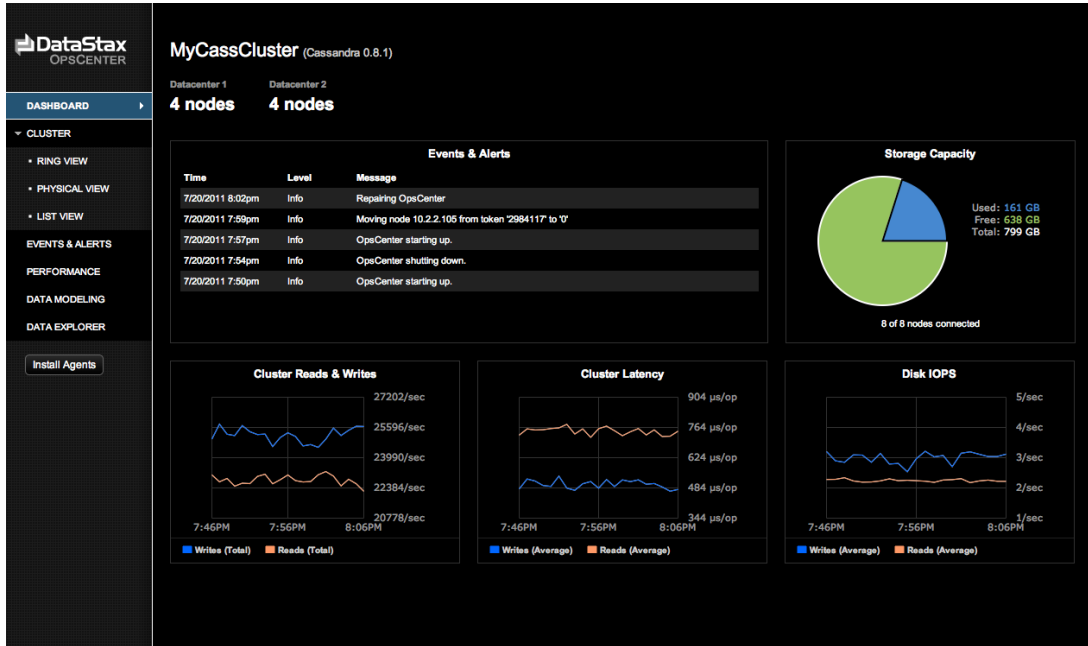 DataStax
OPSCENTER
DASHBOARD
CLUSTER
• RING VIEW
• PHYSICAL VIEW
• LIST VIEW
EVENTS & ALERTS
PERFORMANCE
DATA MODELING
DATA EXPLORER
Install Agents
MyCassCluster (Cassandra 0.8.1)
Datacenter 1 Datacenter 2
4 nodes 4 nodes
Events & Alerts
Time Level Message
7/20/2011 8:02pm Info Repairing OpsCenter
7/20/2011 7:59pm Info Moving node 10.2.2.105 from token '2984117' to '0'
7/20/2011 7:57pm Info OpsCenter starting up.
7/20/2011 7:54pm Info OpsCenter shutting down.
7/20/2011 7:50pm Info OpsCenter starting up.
Storage Capacity
Used: 161 GB
Free: 638 GB
Total: 799 GB
8 of 8 nodes connected
Cluster Reads & Writes
27202/sec
25596/sec
23990/sec
22384/sec
20778/sec
7:46PM 7:56PM 8:06PM
Writes (Total) Reads (Total)
Cluster Latency
904 µs/op
764 µs/op
624 µs/op
484 µs/op
344 µs/op
7:46PM 7:56PM 8:06PM
Writes (Average) Reads (Average)
Disk IOPS
5/sec
4/sec
3/sec
2/sec
1/sec
7:46PM 7:56PM 8:06PM
Writes (Average) Reads (Average)